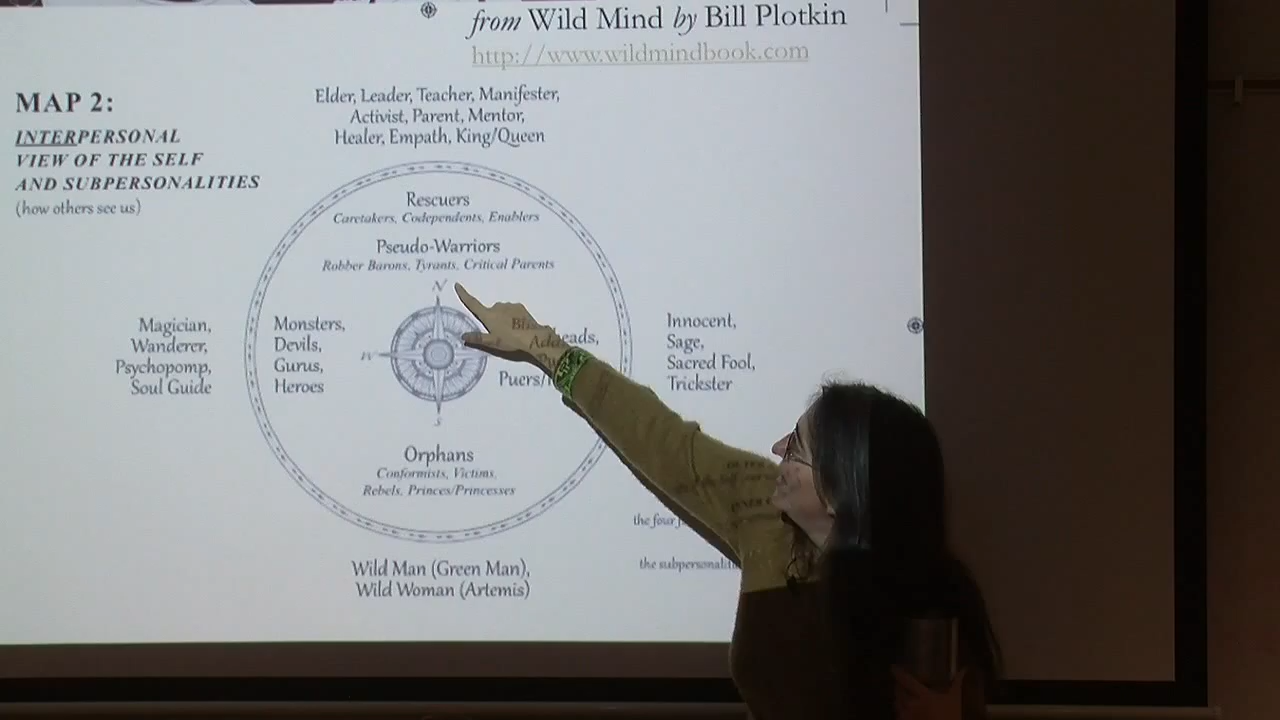 from Wild Mind by Bill Plotkin
http://www.wildmindbook.com
MAP 2:
INTERPERSONAL
VIEW OF THE SELF
AND SUBPERSONALITIES
(how others see us)
Elder, Leader, Teacher, Manifester,
Activist, Parent, Mentor,
Healer, Empath, King/Queen
Rescuers
Caretakers, Codependents, Enablers
Pseudo-Warriors
Robber Barons, Tyrants, Critical Parents
N
W
S
Magician,
Wanderer,
Psychopomp,
Soul Guide
Monsters,
Devils,
Gurus,
Heroes
Innocent,
Sage,
Sacred Fool,
Trickster
Orphans
Conformists, Victims,
Rebels, Princes/Princesses
Wild Man (Green Man),
Wild Woman (Artemis)
the four
the